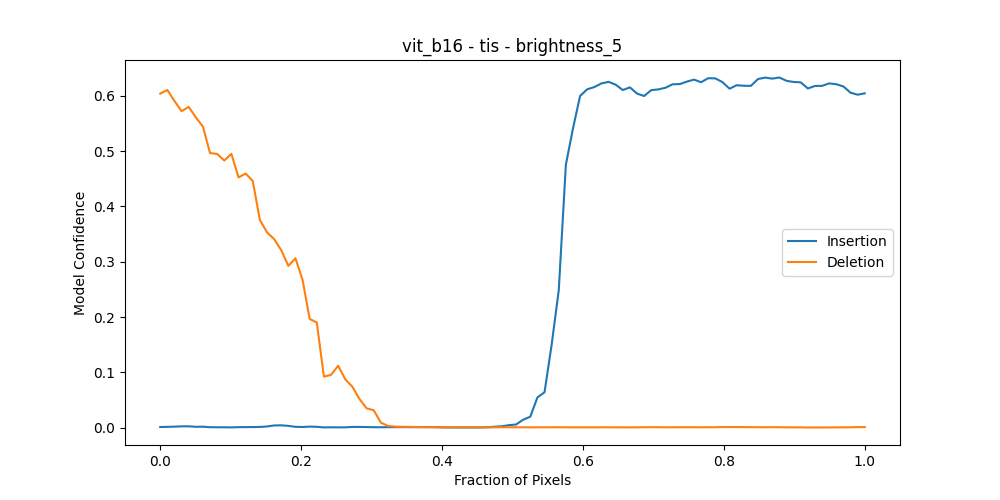 vit_b16 - tis - brightness_5
Model Confidence
0.6
0.5
0.4
0.3
0.2
0.1
0.0
Insertion
Deletion
0.0 0.2 0.4 0.6 0.8 1.0
Fraction of Pixels